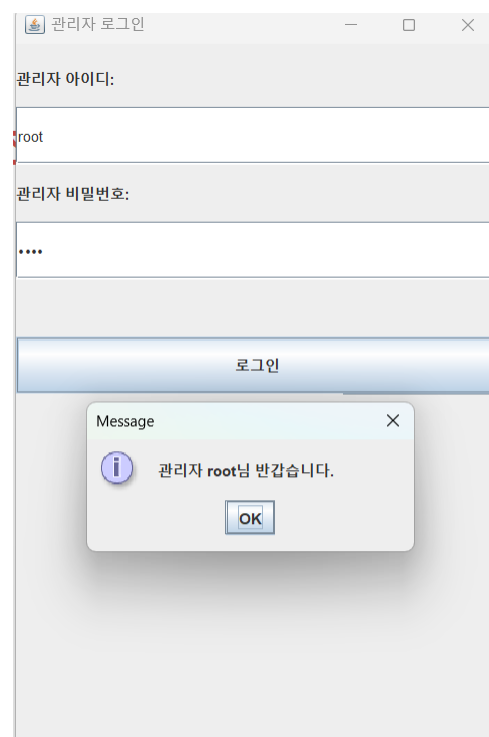 관리자 로그인
관리자 아이디:
root
관리자 비밀번호:
••••
로그인
Message
관리자 root님 반갑습니다.
OK